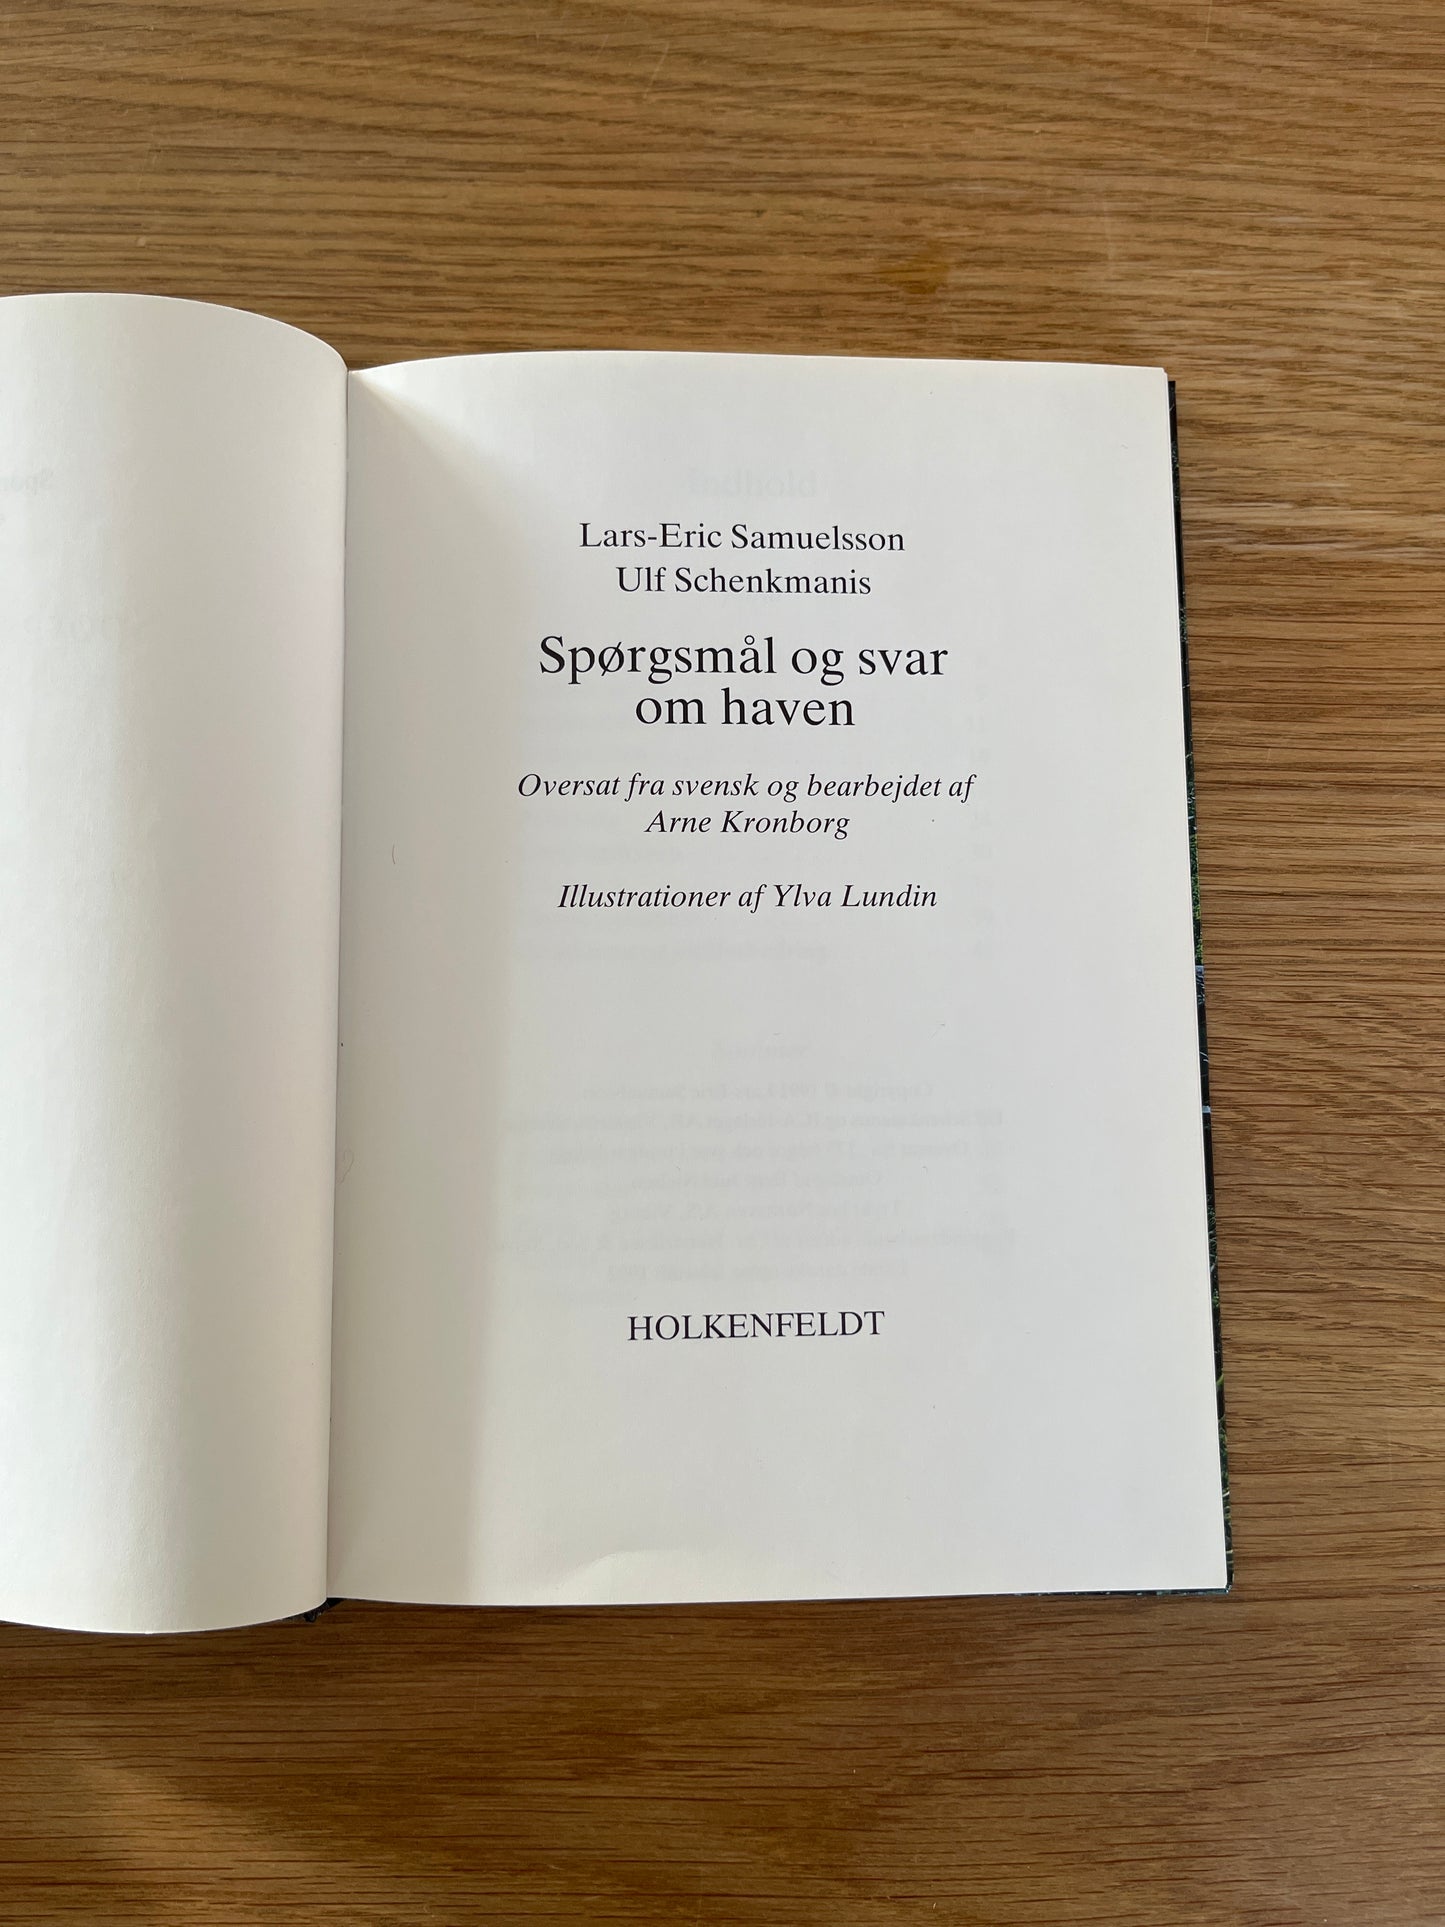 Lars-Eric Samuelsson
Ulf Schenkmanis
Spørgsmål og svar
om haven
Oversat fra svensk og bearbejdet af
Arne Kronborg
Illustrationer af Ylva Lundin
HOLKENFELDT